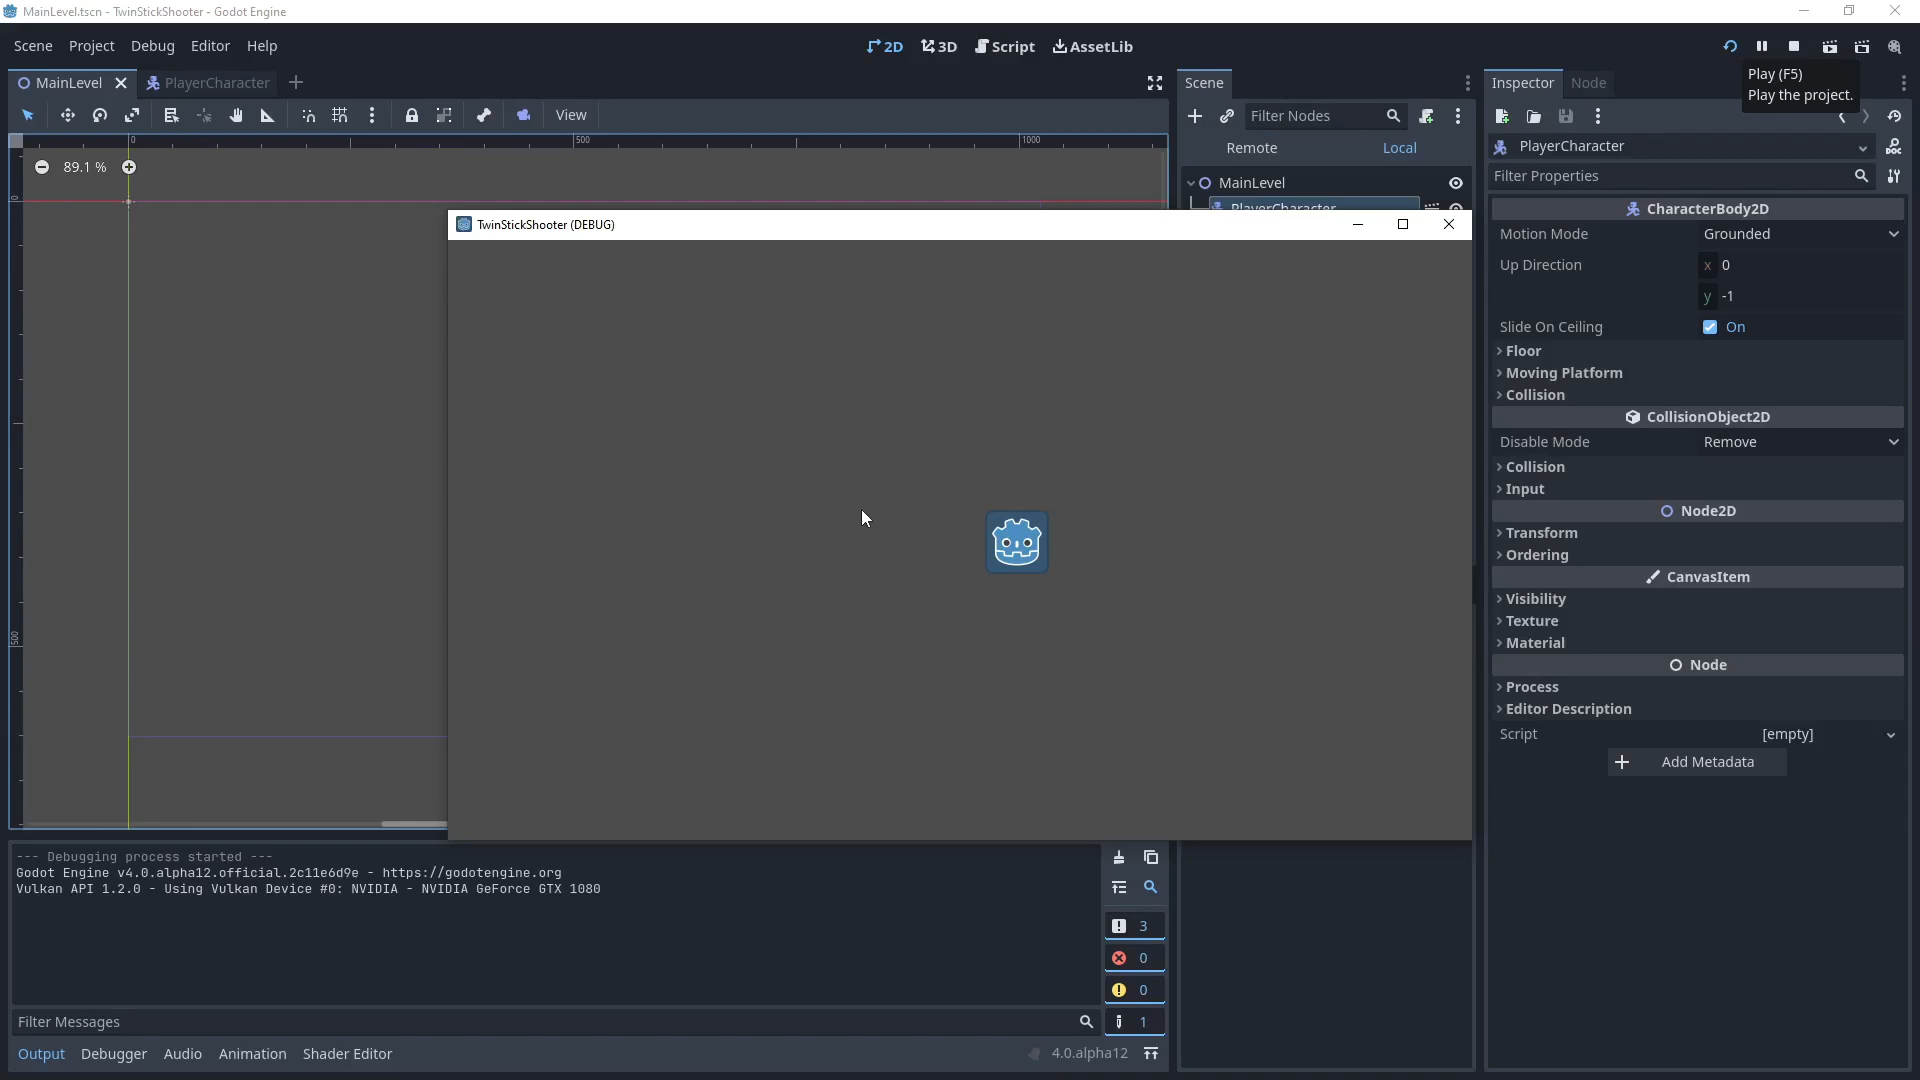 MainLevel.tscn - TwinStickShooter - Godot Engine
Scene Project Debug Editor Help
2D 3D Script AssetLib
Play (F5)
Play the project.
MainLevel PlayerCharacter
Scene
Inspector Node
View
Filter Nodes
Remote Local
PlayerCharacter
Filter Properties
0 500 1000
89.1 %
0
500
MainLevel
PlayerCharacter
TwinStickShooter (DEBUG)
CharacterBody2D
Motion Mode Grounded
Up Direction x 0
y -1
Slide On Ceiling On
Floor
Moving Platform
Collision
CollisionObject2D
Disable Mode Remove
Collision
Input
Node2D
Transform
Ordering
CanvasItem
Visibility
Texture
Material
Node
Process
Editor Description
Script [empty]
Add Metadata
--- Debugging process started ---
Godot Engine v4.0.alpha12.official.2c11e6d9e - https://godotengine.org
Vulkan API 1.2.0 - Using Vulkan Device #0: NVIDIA - NVIDIA GeForce GTX 1080
3
0
0
1
Filter Messages
Output Debugger Audio Animation Shader Editor
4.0.alpha12